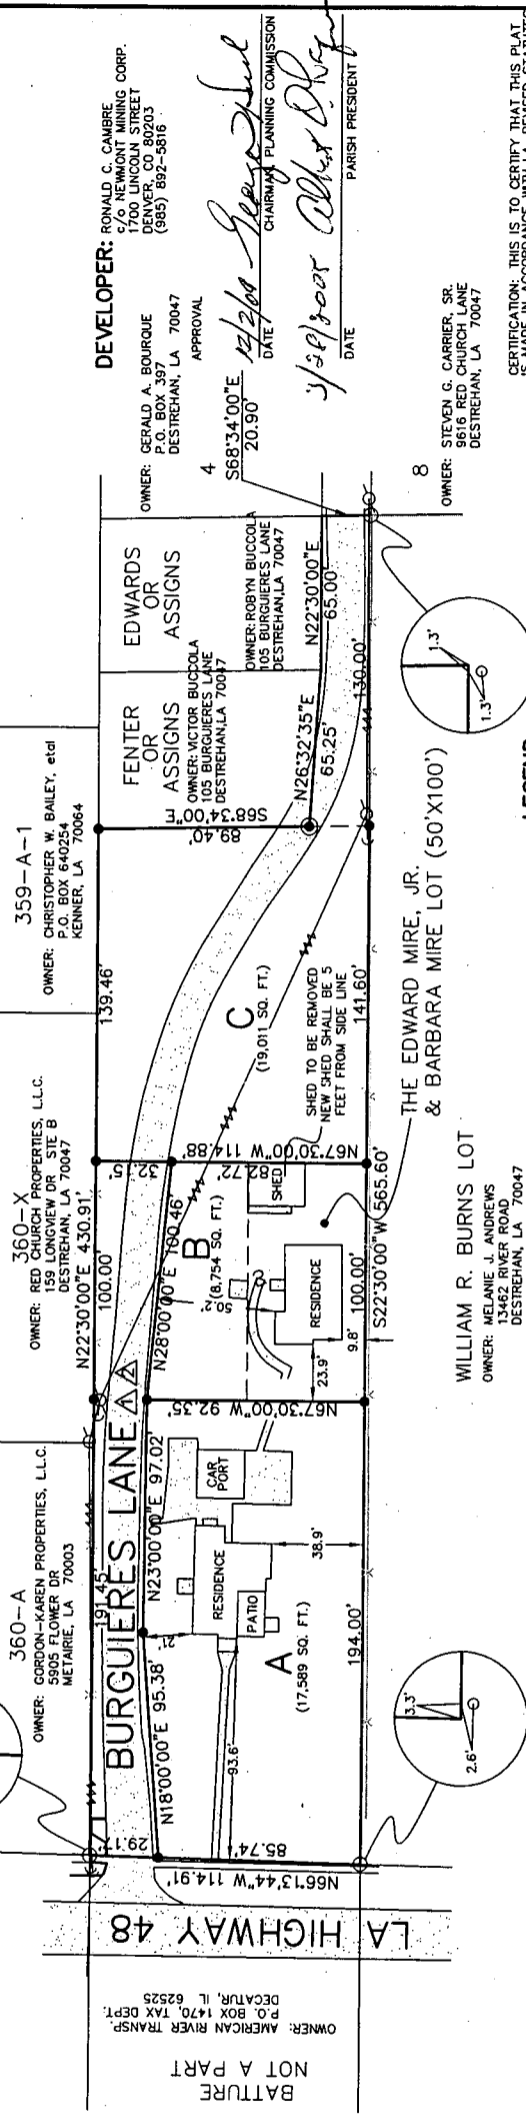 BATTURE
NOT A PART
OWNER: AMERICAN RIVER TRANSP.
P.O. BOX 1470, TAX DEPT.
DECATUR, IL 62525
LA HIGHWAY 48
N66°13'44"W 114.91'
29.17'
85.74'
360-A
OWNER: GORDON-KAREN PROPERTIES, L.L.C.
5905 FLOWER DR
METAIRIE, LA 70003
191.45'
BURGUIERES LANE
N18°00'00"E 95.38'
N23°00'00"E 97.02'
21'
93.6'
RESIDENCE
PATIO
CAR
PORT
38.9'
A
(17,589 SQ. FT.)
194.00'
3.3'
2.6'
N67°30'00"W 92.35'
360-X
OWNER: RED CHURCH PROPERTIES, L.L.C.
159 LONGVIEW DR STE B
DESTREHAN, LA 70047
N22°30'00"E 430.91'
100.00'
N28°00'00"E 100.46'
B
(8,754 SQ. FT.)
RESIDENCE
23.9'
9.8'
100.00'
SHED
S22°30'00"W 565.60'
N67°30'00"W 114.88'
82.72'
SHED TO BE REMOVED
NEW SHED SHALL BE 5
FEET FROM SIDE LINE
THE EDWARD MIRE, JR.
& BARBARA MIRE LOT (50'X100')
WILLIAM R. BURNS LOT
OWNER: MELANIE J. ANDREWS
13462 RIVER ROAD
DESTREHAN, LA 70047
359-A-1
OWNER: CHRISTOPHER W. BAILEY, etal
P.O. BOX 640254
KENNER, LA 70064
139.46'
C
(19,011 SQ. FT.)
141.60'
S68°34'00"E
89.40'
FENTER
OR
ASSIGNS
OWNER: VICTOR BUCCOLA
105 BURGUIERES LANE
DESTREHAN, LA 70047
N26°32'35"E
65.25'
EDWARDS
OR
ASSIGNS
OWNER: ROBYN BUCCOLA
105 BURGUIERES LANE
DESTREHAN, LA 70047
N22°30'00"E
65.00'
130.00'
1.3'
1.3'
LEGEND
DEVELOPER: RONALD C. CAMBRE
c/o NEWMONT MINING CORP.
1700 LINCOLN STREET
DENVER, CO 80203
(985) 892-5816
OWNER: GERALD A. BOURQUE
P.O. BOX 397
DESTREHAN, LA 70047
4
S68°34'00"E
20.90'
APPROVAL
DATE
CHAIRMAN, PLANNING COMMISSION
DATE
PARISH PRESIDENT
8
OWNER: STEVEN G. CARRIER, SR.
9616 RED CHURCH LANE
DESTREHAN, LA 70047
CERTIFICATION: THIS IS TO CERTIFY THAT THIS PLAT